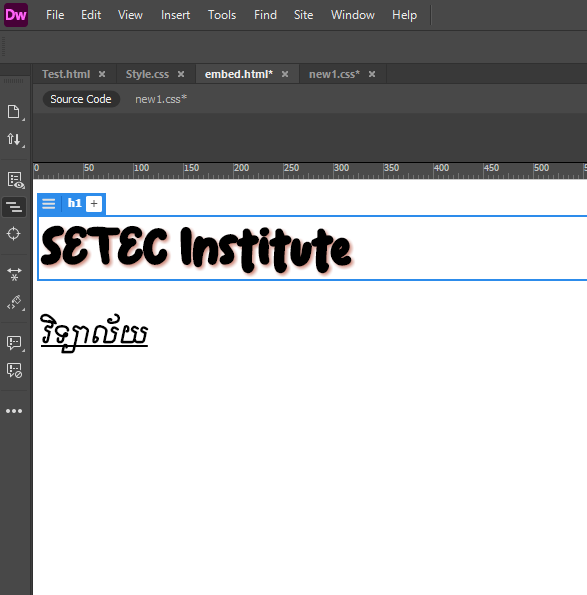 Dw File Edit View Insert Tools Find Site Window Help
Test.html × Style.css × embed.html* × new1.css* ×
Source Code new1.css*
0 50 100 150 200 250 300 350 400 450 500
h1 +
SETEC Institute
វិទ្យាល័យ